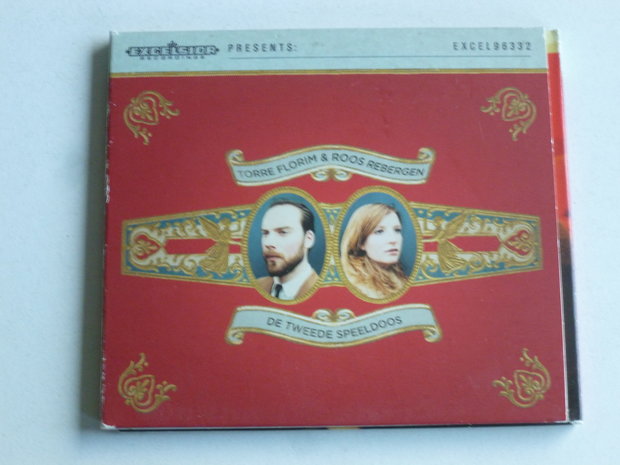 EXCELSIOR PRESENTS: EXCEL96332
RECORDINGS
TORRE FLORIM & ROOS REBERGEN
DE TWEEDE SPEELDOOS